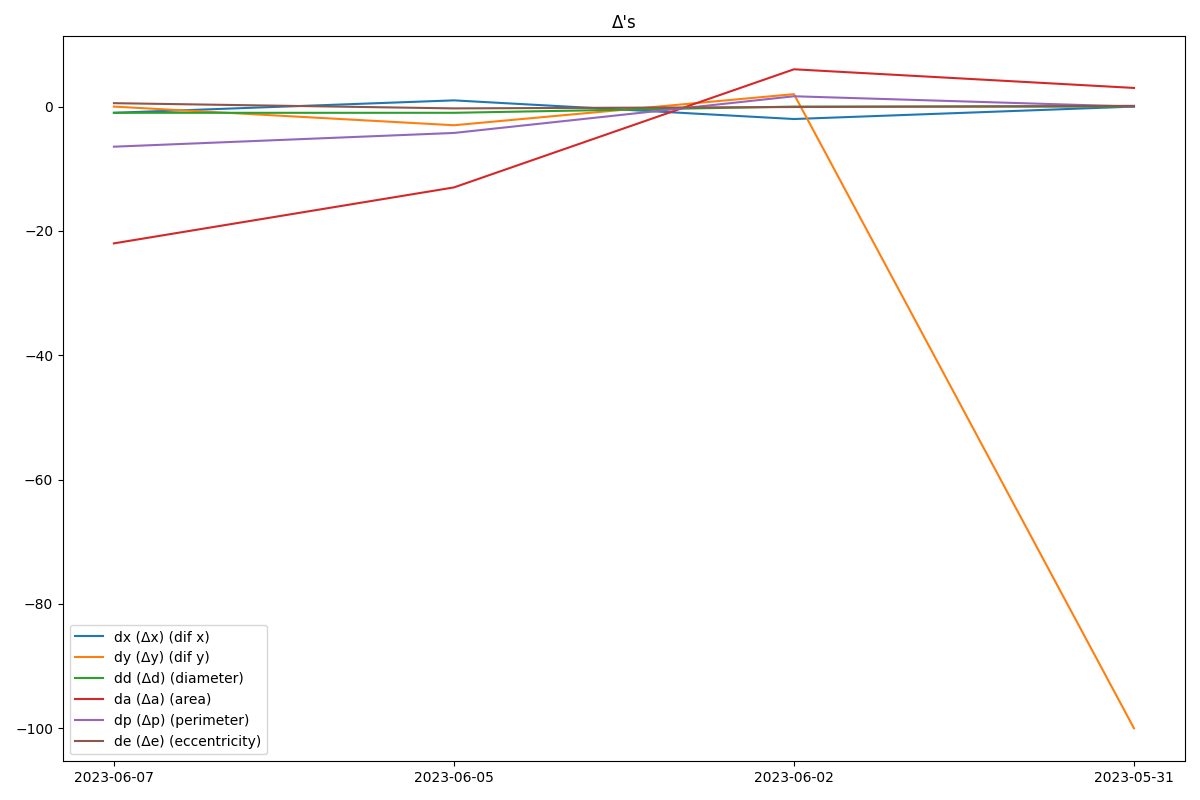 Δ's
0
−20
−40
−60
−80
−100
dx (Δx) (dif x)
dy (Δy) (dif y)
dd (Δd) (diameter)
da (Δa) (area)
dp (Δp) (perimeter)
de (Δe) (eccentricity)
2023-06-07 2023-06-05 2023-06-02 2023-05-31